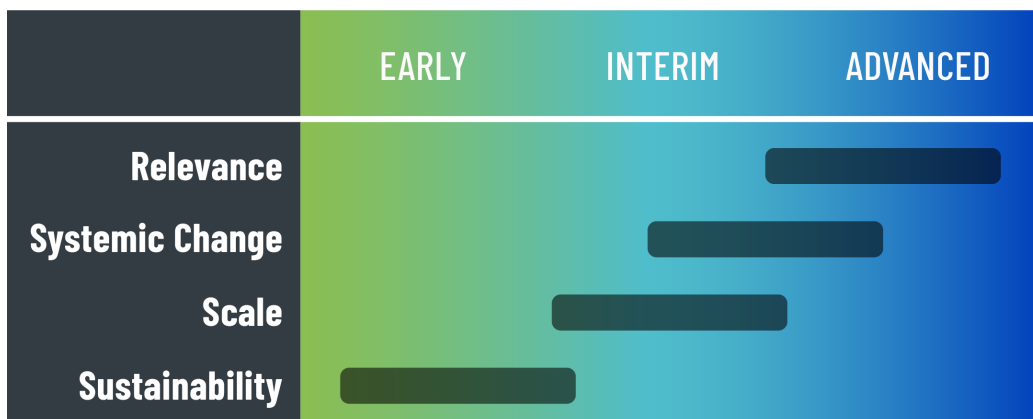 EARLY INTERIM ADVANCED
Relevance
Systemic Change
Scale
Sustainability